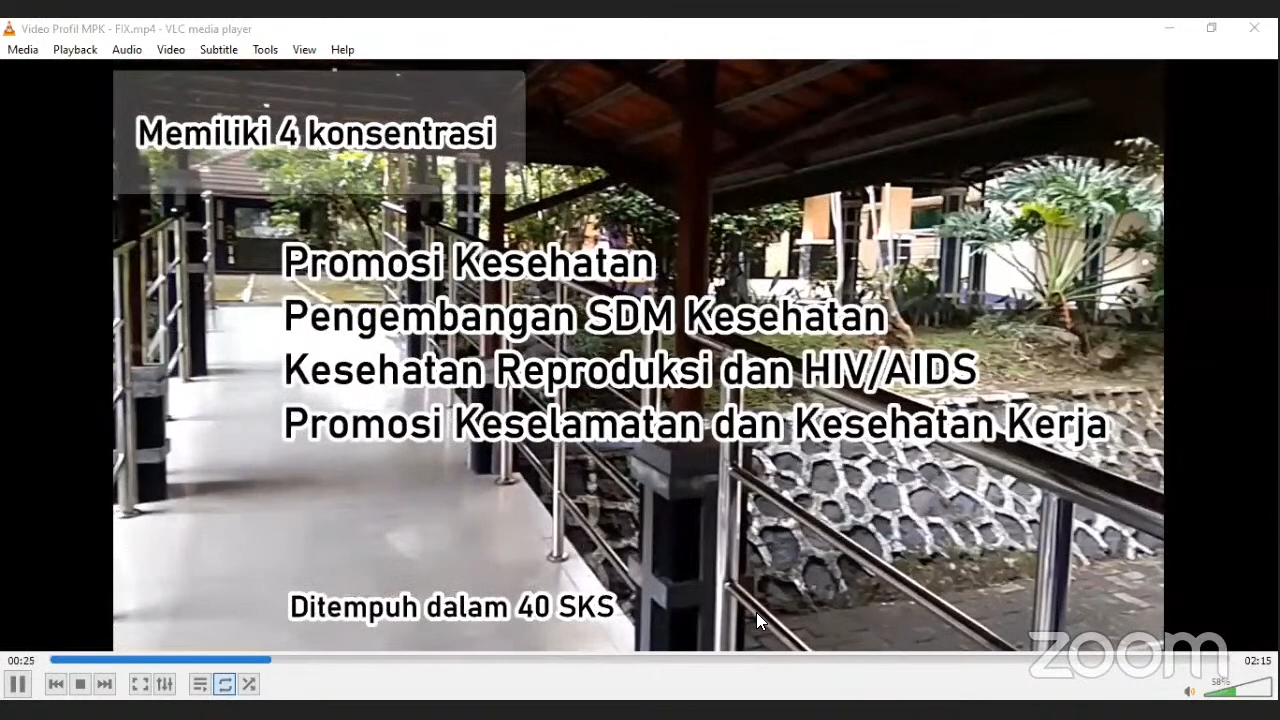 Video Profil MPK - FIX.mp4 - VLC media player
Media Playback Audio Video Subtitle Tools View Help
Memiliki 4 konsentrasi
Promosi Kesehatan
Pengembangan SDM Kesehatan
Kesehatan Reproduksi dan HIV/AIDS
Promosi Keselamatan dan Kesehatan Kerja
Ditempuh dalam 40 SKS
zoom
00:25
02:15
58%